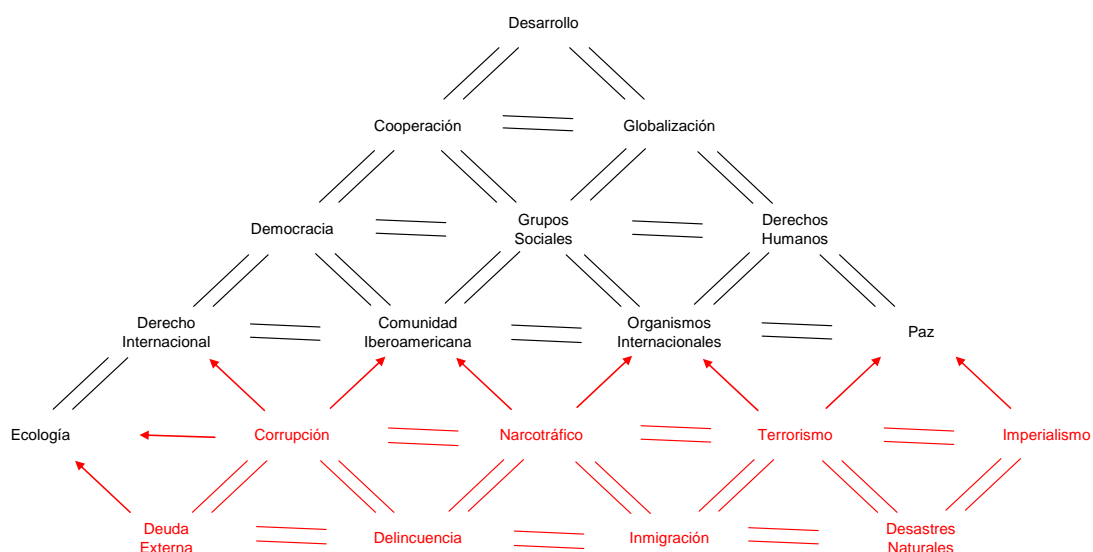 Desarrollo
Cooperación
Globalización
Democracia
Grupos
Sociales
Derechos
Humanos
Derecho
Internacional
Comunidad
Iberoamericana
Organismos
Internacionales
Paz
Ecología
Corrupción
Narcotráfico
Terrorismo
Imperialismo
Deuda
Externa
Delincuencia
Inmigración
Desastres
Naturales